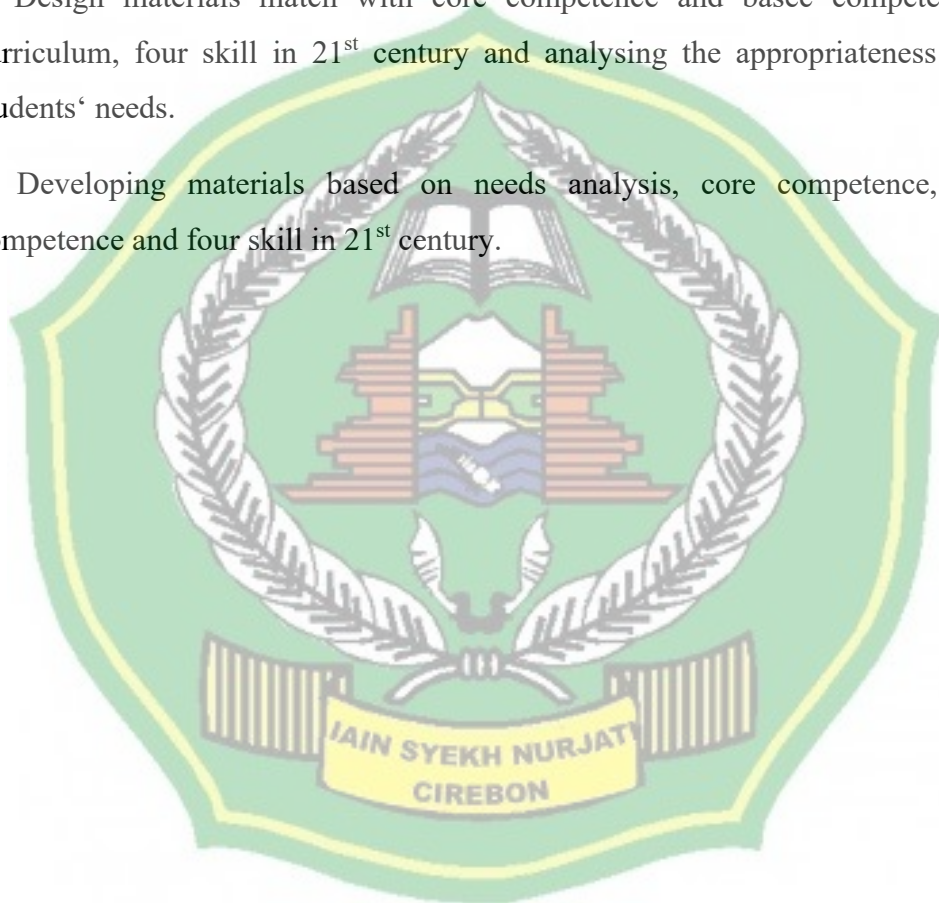 Design materials match with core competence and basec compete
rriculum, four skill in 21st century and analysing the appropriateness
udents‘ needs.
Developing materials based on needs analysis, core competence,
mpetence and four skill in 21st century.
IAIN SYEKH NURJATI
CIREBON